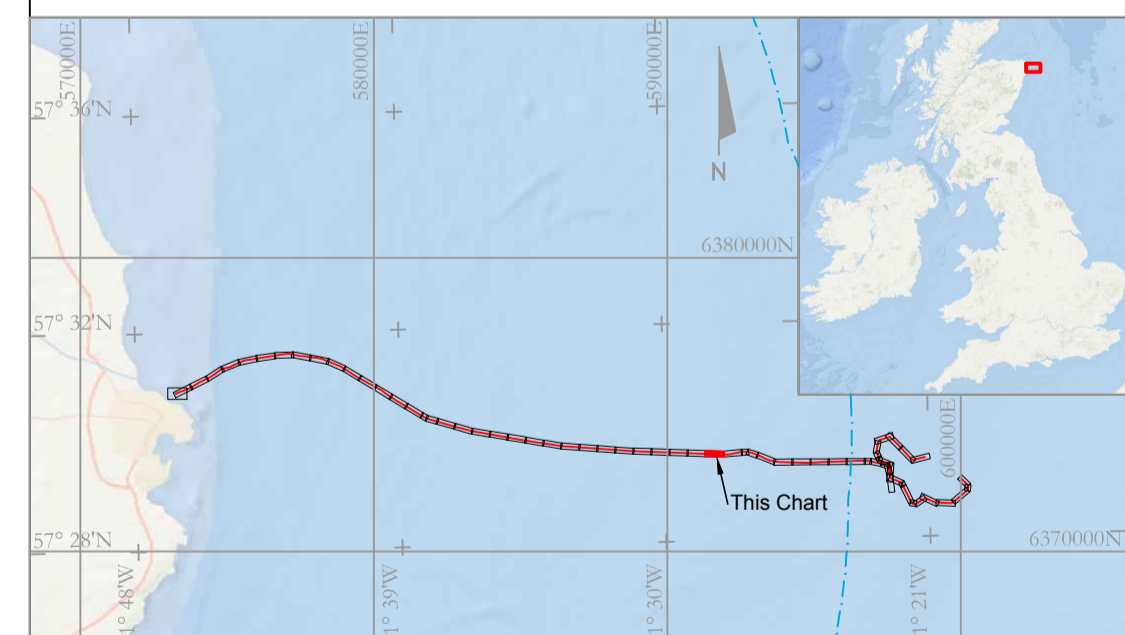 570000E
580000E
590000E
57° 36'N
N
6380000N
57° 32'N
600000E
This Chart
57° 28'N
6370000N
1° 48'W
1° 39'W
1° 30'W
1° 21'W